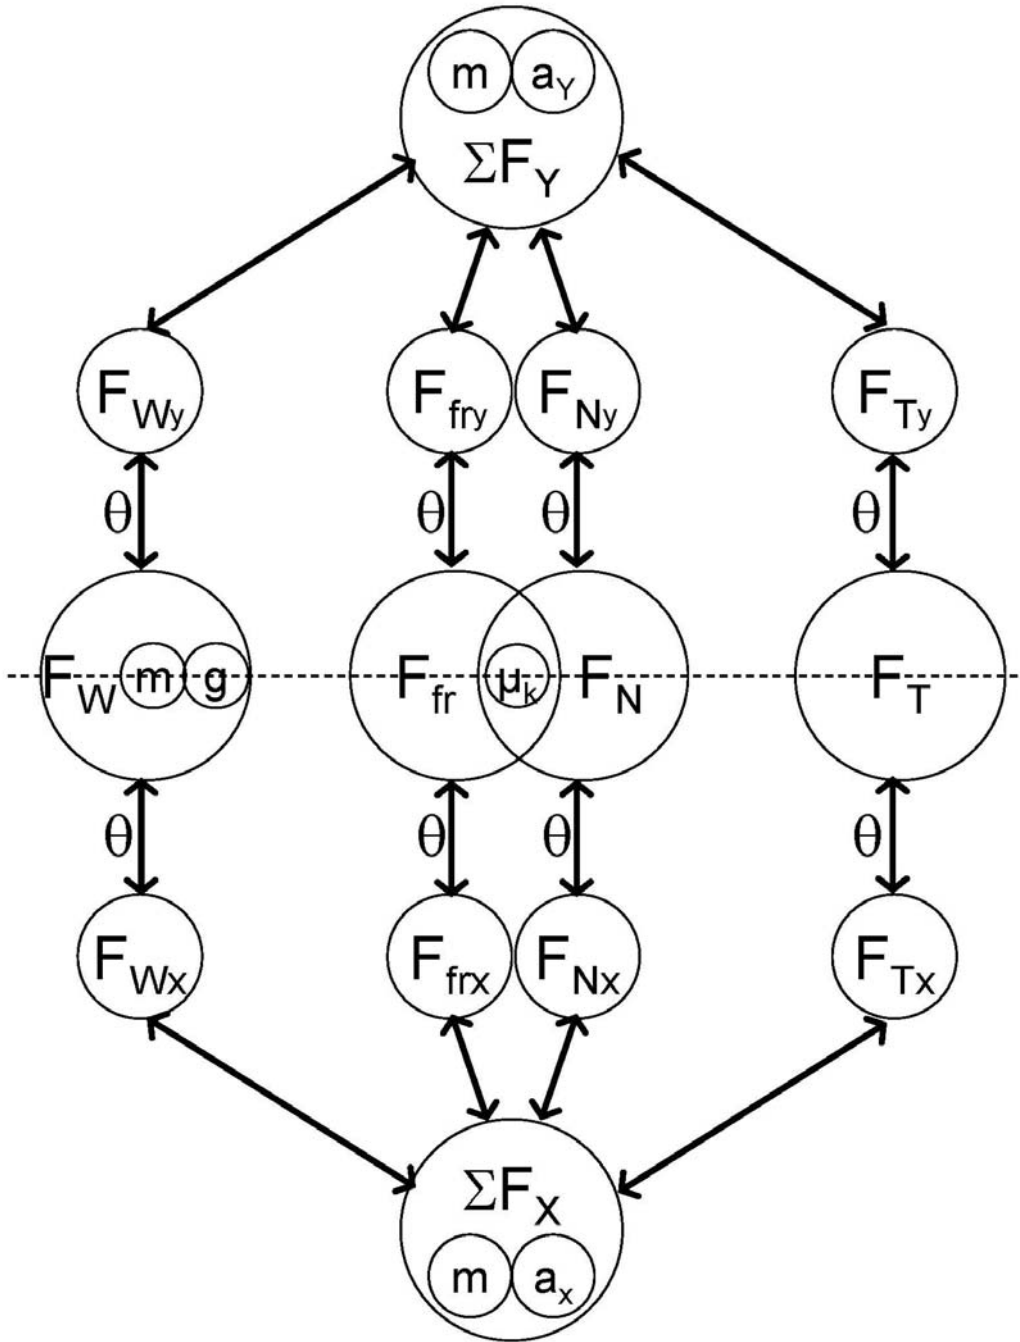 m a_Y
ΣF_Y
F_Wy F_fry F_Ny F_Ty
θ θ θ θ
F_W m g F_fr μ_k F_N F_T
θ θ θ θ
F_Wx F_frx F_Nx F_Tx
ΣF_X
m a_x